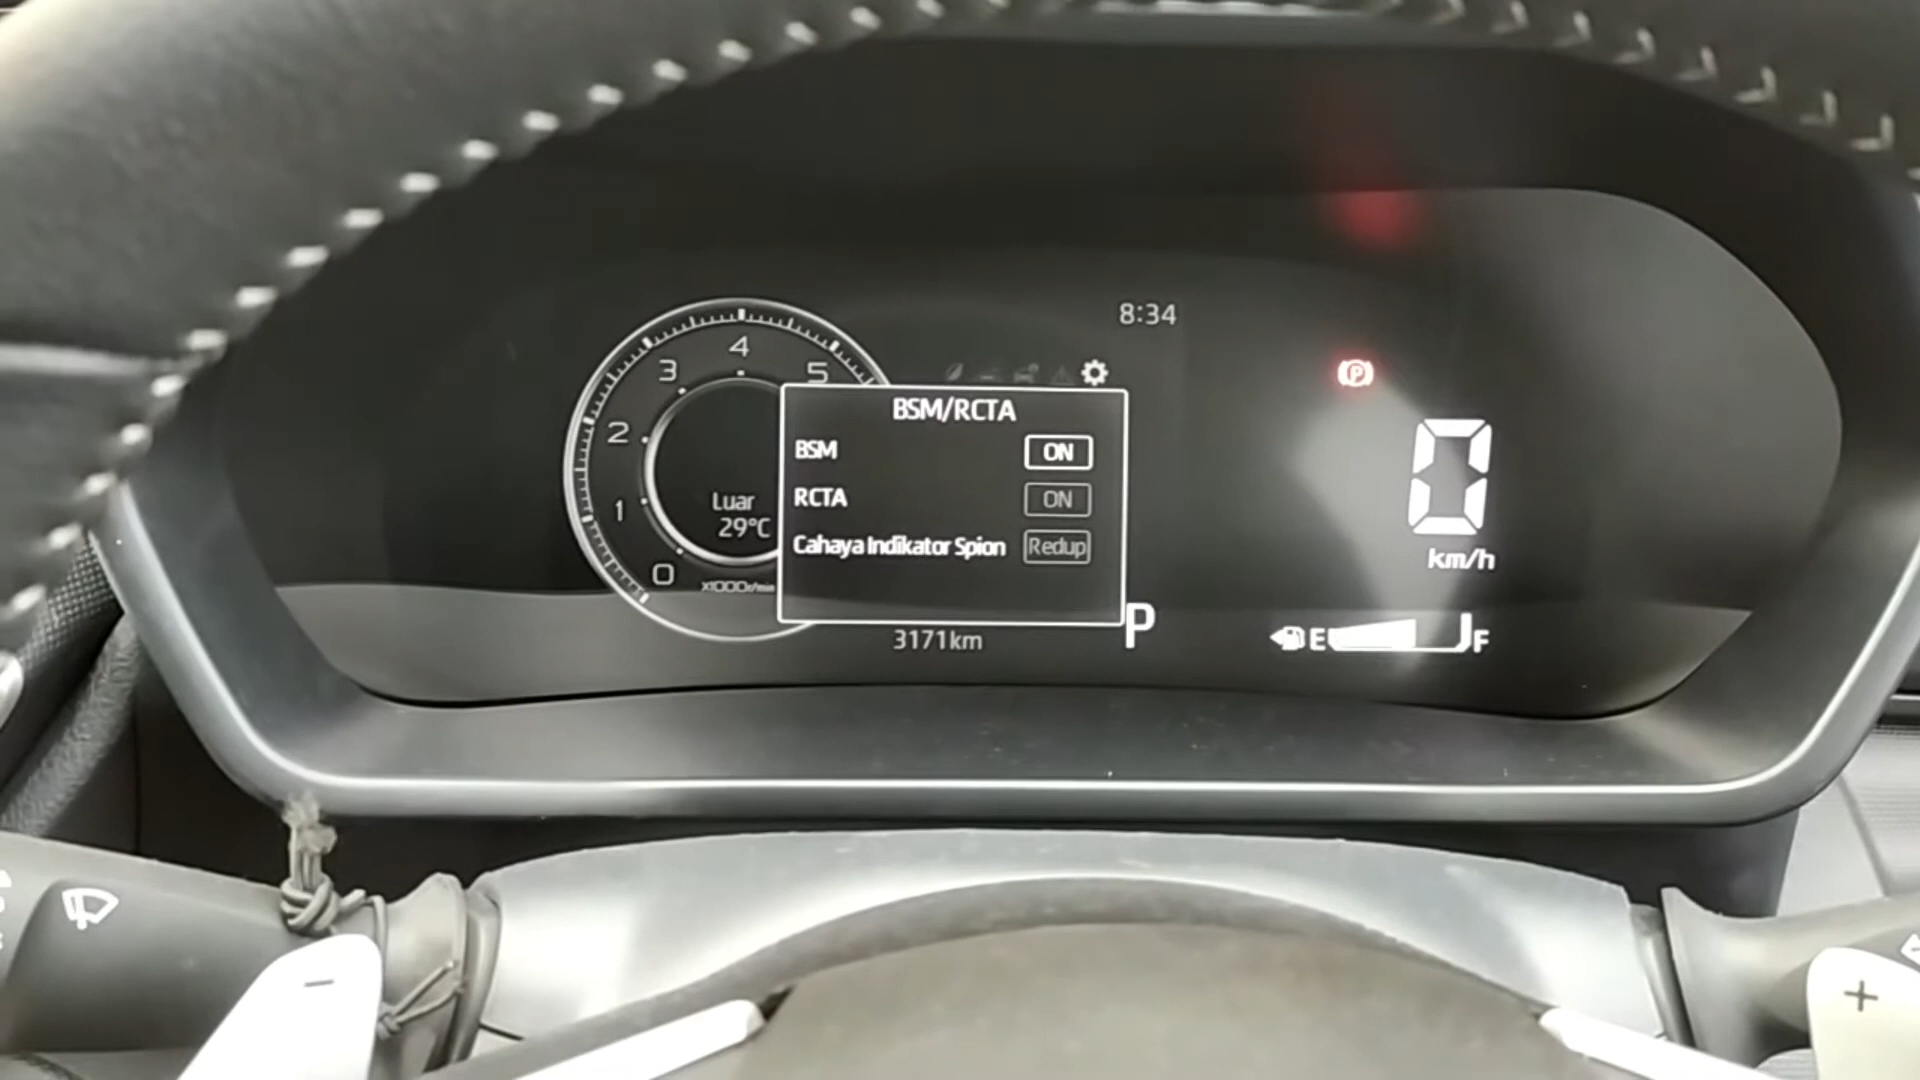 8:34
4
3
5
2
1
0
x1000r/min
Luar
29°C
BSM/RCTA
BSM ON
RCTA ON
Cahaya Indikator Spion Redup
3171km
P
P
0
km/h
E F
-
+